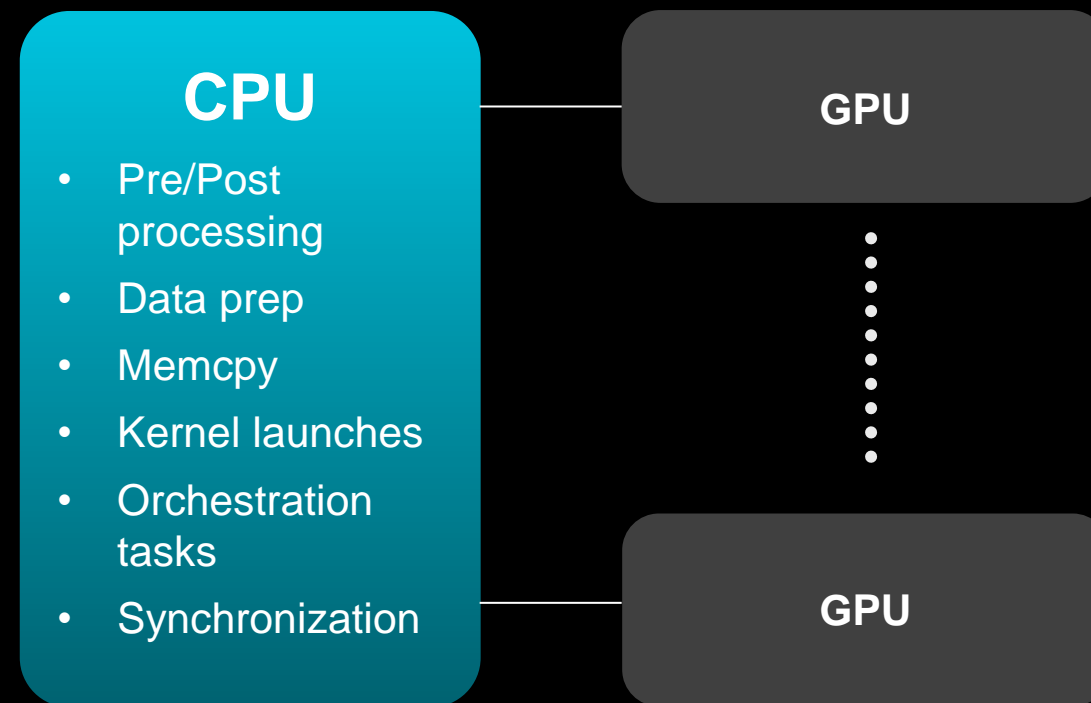 CPU
• Pre/Post
processing
• Data prep
• Memcpy
• Kernel launches
• Orchestration
tasks
• Synchronization
GPU
GPU